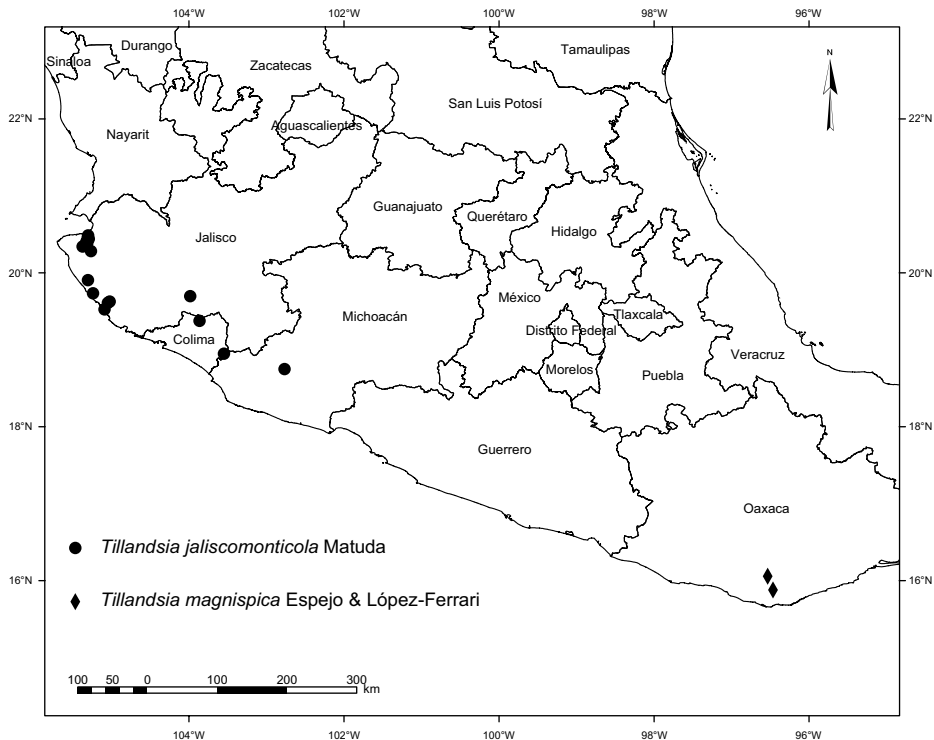 104°W 102°W 100°W 98°W 96°W
Durango
Tamaulipas
Sinaloa
Zacatecas
N
San Luis Potosí
22°N
22°N
Aguascalientes
Nayarit
Guanajuato
Querétaro
Jalisco
Hidalgo
20°N
20°N
México
Michoacán
Tlaxcala
Distrito Federal
Colima
Veracruz
Morelos
Puebla
18°N
18°N
Guerrero
Oaxaca
Tillandsia jaliscomonticola Matuda
16°N
16°N
Tillandsia magnispica Espejo & López-Ferrari
100 50 0 100 200 300
km
104°W 102°W 100°W 98°W 96°W